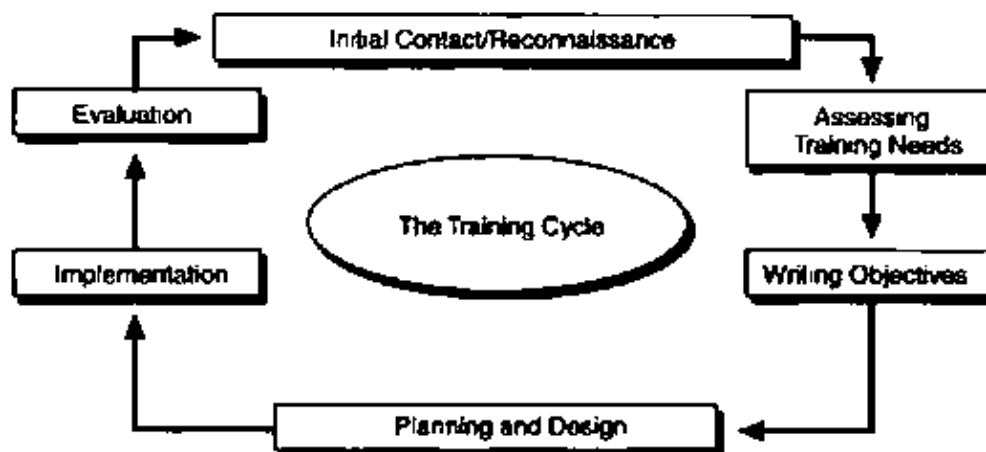 Initial Contact/Reconnaissance
Evaluation
Assessing
Training Needs
The Training Cycle
Implementation
Writing Objectives
Planning and Design